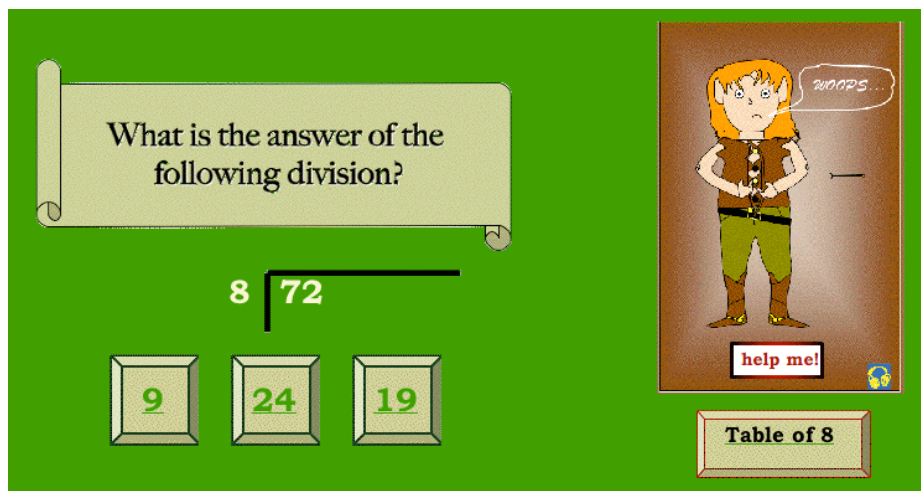 What is the answer of the
following division?
8 72
9 24 19
WOOPS...
help me!
Table of 8